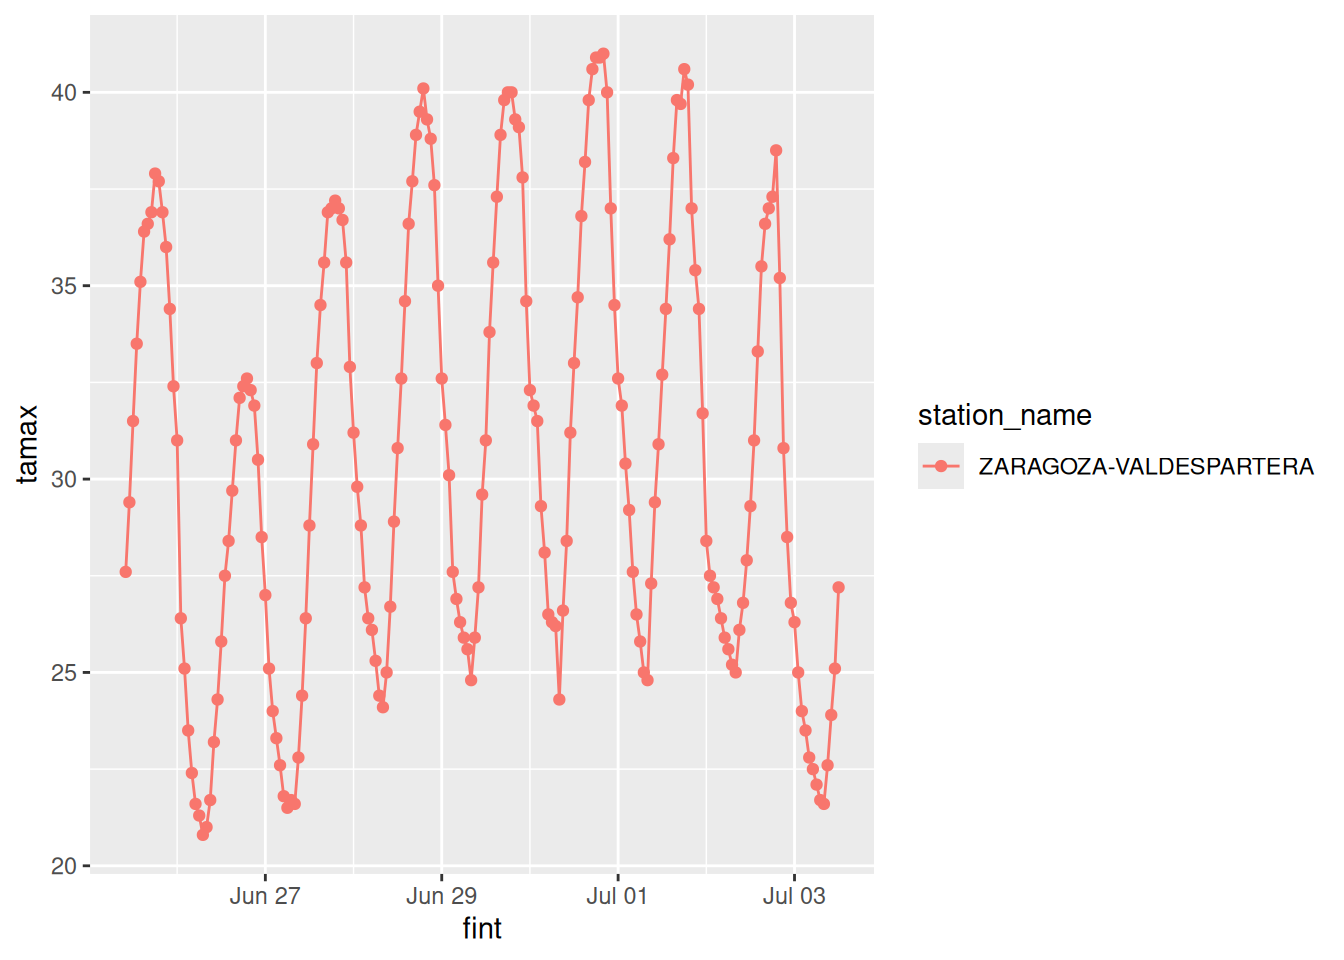 40
35
30
25
20
tamax
Jun 27
Jun 29
Jul 01
Jul 03
fint
station_name
ZARAGOZA-VALDESPARTERA